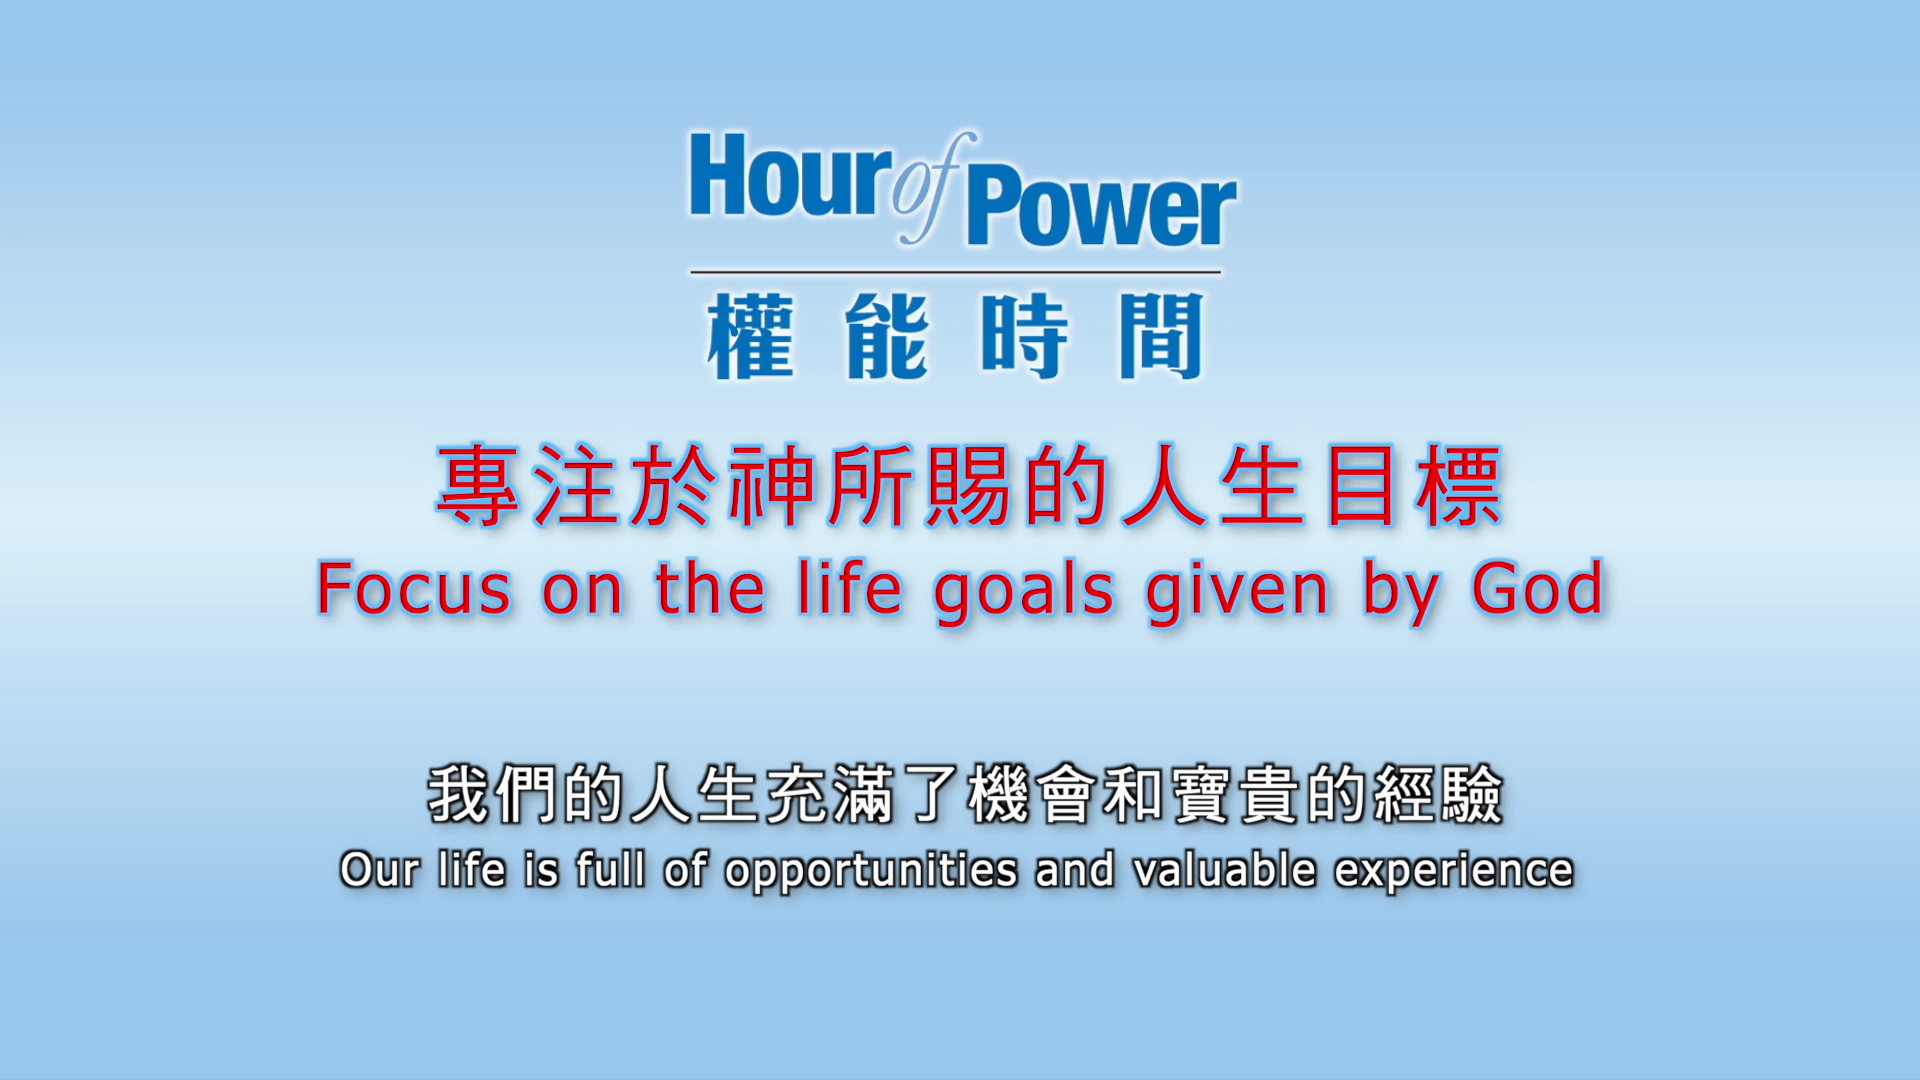 Hour of Power
權能時間
專注於神所賜的人生目標
Focus on the life goals given by God
我們的人生充滿了機會和寶貴的經驗
Our life is full of opportunities and valuable experience